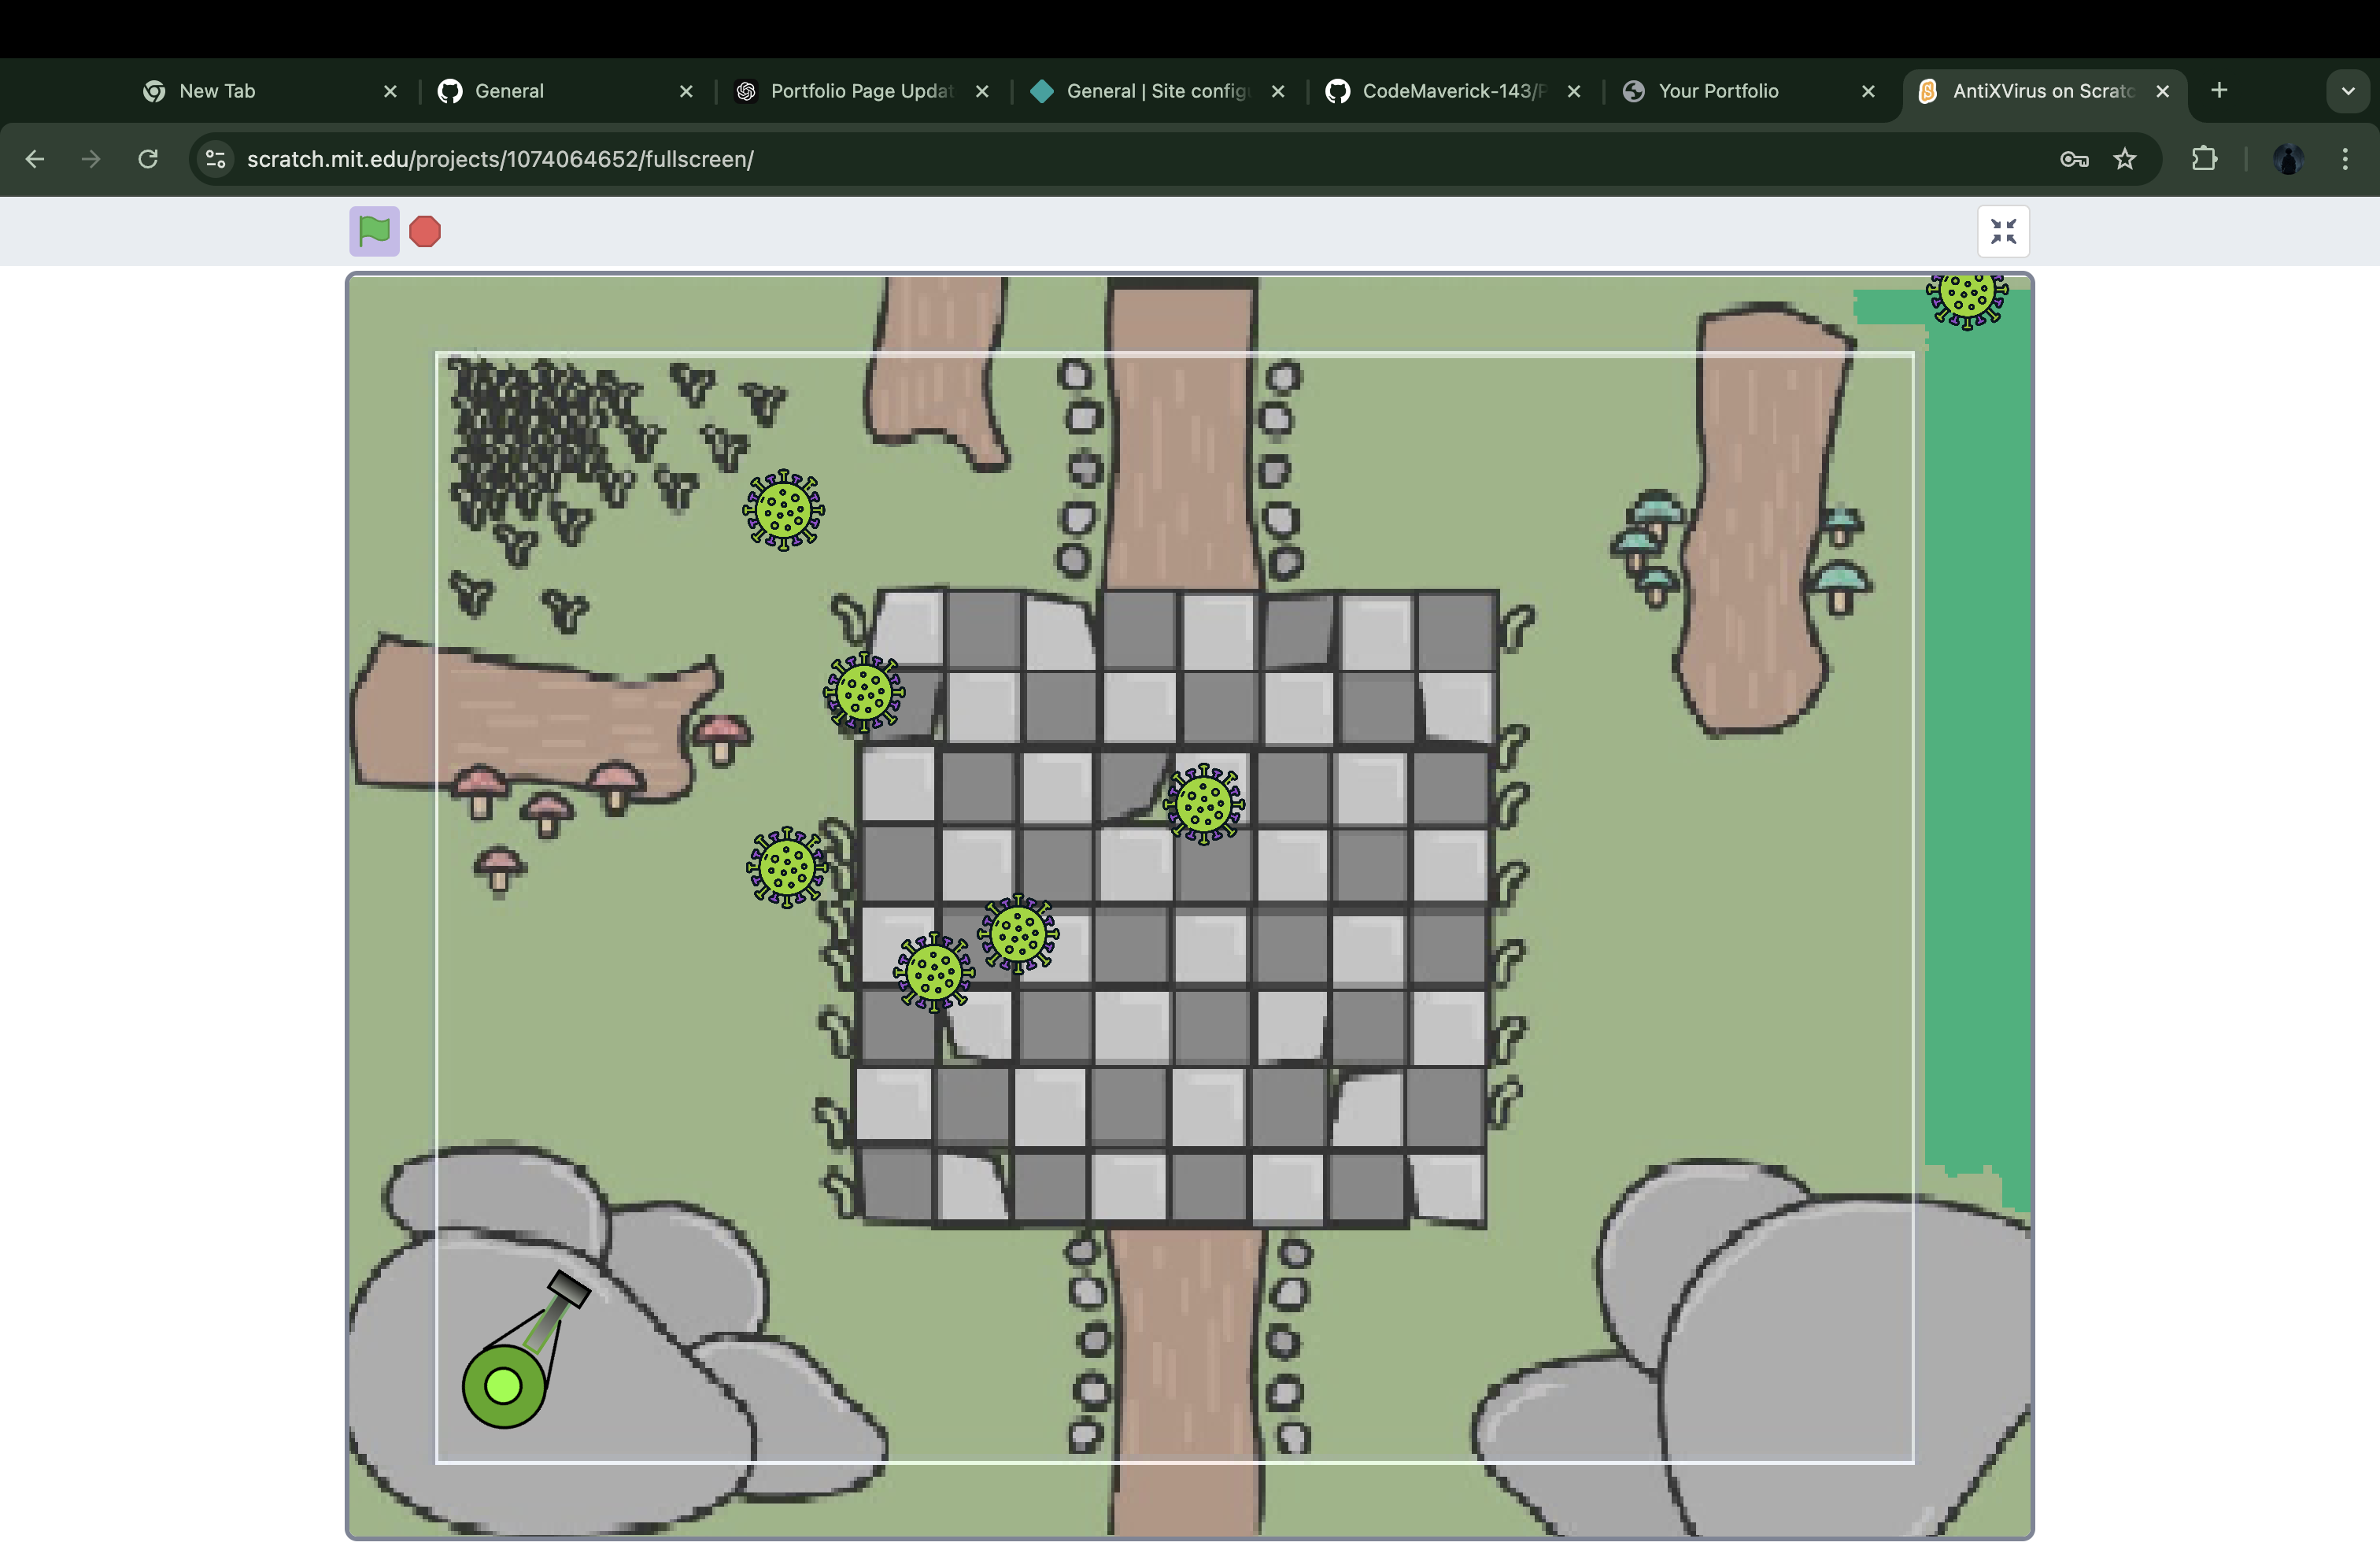 New Tab
General
Portfolio Page Updat
General | Site config
CodeMaverick-143/P
Your Portfolio
AntiXVirus on Scratc
scratch.mit.edu/projects/1074064652/fullscreen/